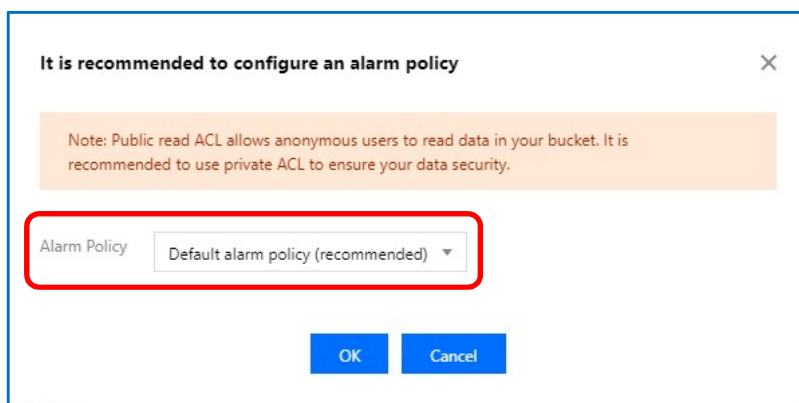 It is recommended to configure an alarm policy
Note: Public read ACL allows anonymous users to read data in your bucket. It is
recommended to use private ACL to ensure your data security.
Alarm Policy
Default alarm policy (recommended)
OK
Cancel